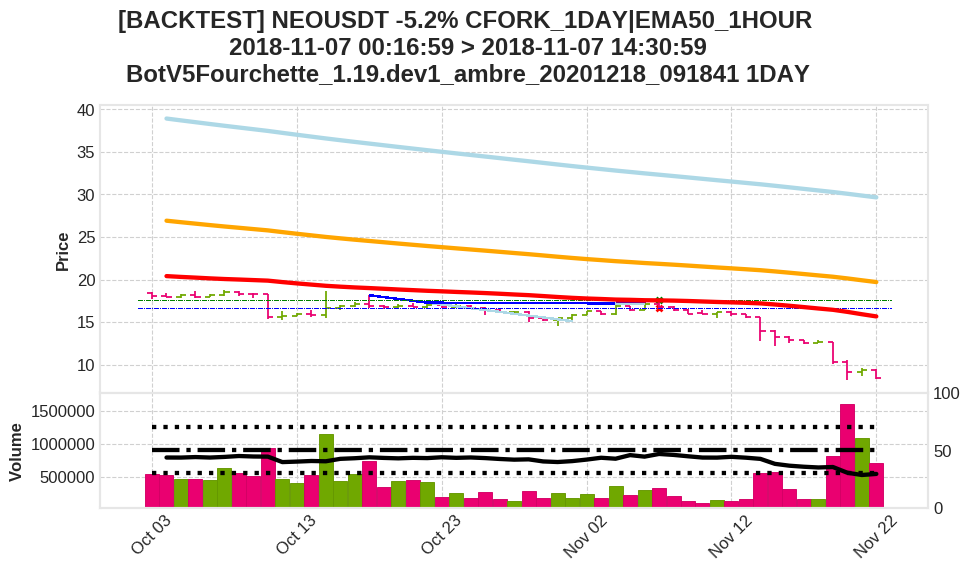 [BACKTEST] NEOUSDT -5.2% CFORK_1DAY|EMA50_1HOUR
2018-11-07 00:16:59 > 2018-11-07 14:30:59
BotV5Fourchette_1.19.dev1_ambre_20201218_091841 1DAY
40
35
30
25
20
15
10
Price
100
50
0
1500000
1000000
500000
Volume
Oct 03
Oct 13
Oct 23
Nov 02
Nov 12
Nov 22